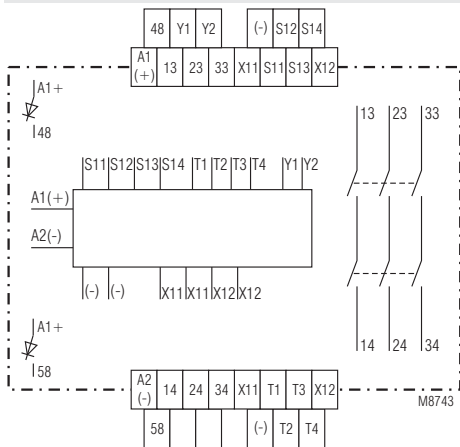 48 Y1 Y2 (-) S12 S14
A1 (+) 13 23 33 X11 S11 S13 X12
A1+
48
13 23 33
S11 S12 S13 S14 T1 T2 T3 T4 Y1 Y2
A1(+)
A2(-)
(-) (-) X11 X11 X12 X12
A1+
58
14 24 34
A2 (-) 14 24 34 X11 T1 T3 X12
M8743
58 (-) T2 T4